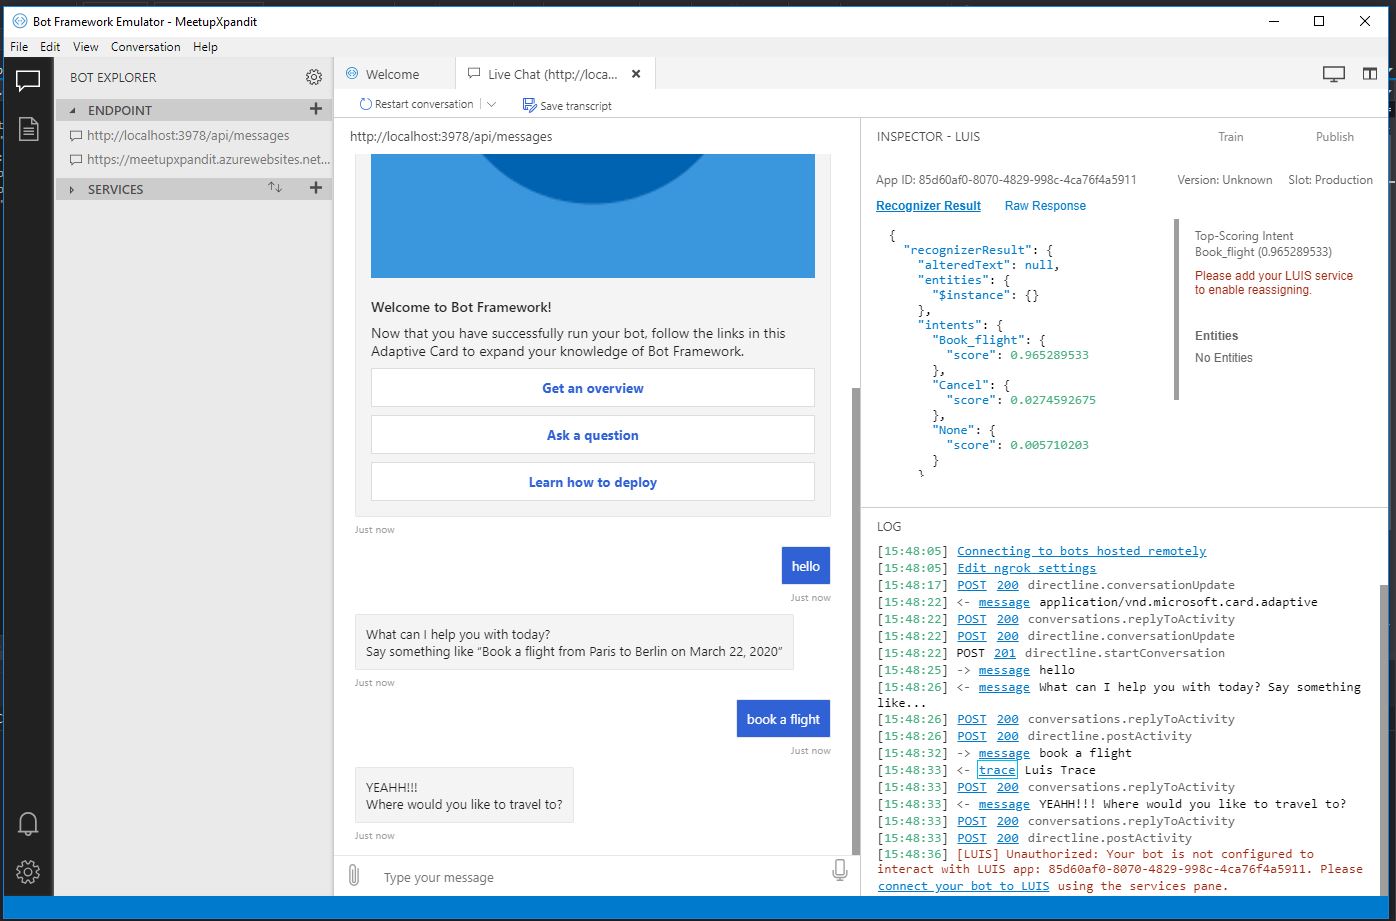 Bot Framework Emulator - MeetupXpandit
File Edit View Conversation Help
BOT EXPLORER
ENDPOINT
http://localhost:3978/api/messages
https://meetupxpandit.azurewebsites.net...
SERVICES
Welcome
Live Chat (http://loca...
Restart conversation
Save transcript
http://localhost:3978/api/messages
Welcome to Bot Framework!
Now that you have successfully run your bot, follow the links in this
Adaptive Card to expand your knowledge of Bot Framework.
Get an overview
Ask a question
Learn how to deploy
Just now
hello
Just now
What can I help you with today?
Say something like “Book a flight from Paris to Berlin on March 22, 2020”
Just now
book a flight
Just now
YEAHH!!!
Where would you like to travel to?
Just now
Type your message
INSPECTOR - LUIS
Train
Publish
App ID: 85d60af0-8070-4829-998c-4ca76f4a5911
Version: Unknown
Slot: Production
Recognizer Result
Raw Response
{
"recognizerResult": {
"alteredText": null,
"entities": {
"$instance": {}
},
"intents": {
"Book_flight": {
"score": 0.965289533
},
"Cancel": {
"score": 0.0274592675
},
"None": {
"score": 0.005710203
}
}
Top-Scoring Intent
Book_flight (0.965289533)
Please add your LUIS service
to enable reassigning.
Entities
No Entities
LOG
[15:48:05] Connecting to bots hosted remotely
[15:48:05] Edit ngrok settings
[15:48:17] POST 200 directline.conversationUpdate
[15:48:22] <- message application/vnd.microsoft.card.adaptive
[15:48:22] POST 200 conversations.replyToActivity
[15:48:22] POST 200 directline.conversationUpdate
[15:48:22] POST 201 directline.startConversation
[15:48:25] -> message hello
[15:48:26] <- message What can I help you with today? Say something
like...
[15:48:26] POST 200 conversations.replyToActivity
[15:48:26] POST 200 directline.postActivity
[15:48:32] -> message book a flight
[15:48:33] <- trace Luis Trace
[15:48:33] POST 200 conversations.replyToActivity
[15:48:33] <- message YEAHH!!! Where would you like to travel to?
[15:48:33] POST 200 conversations.replyToActivity
[15:48:33] POST 200 directline.postActivity
[15:48:36] [LUIS] Unauthorized: Your bot is not configured to
interact with LUIS app: 85d60af0-8070-4829-998c-4ca76f4a5911. Please
connect your bot to LUIS using the services pane.